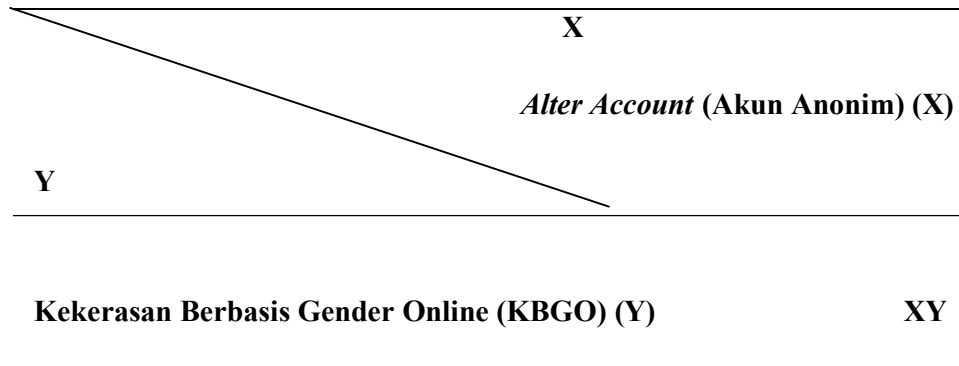 X
Alter Account (Akun Anonim) (X)
Y
Kekerasan Berbasis Gender Online (KBGO) (Y) XY